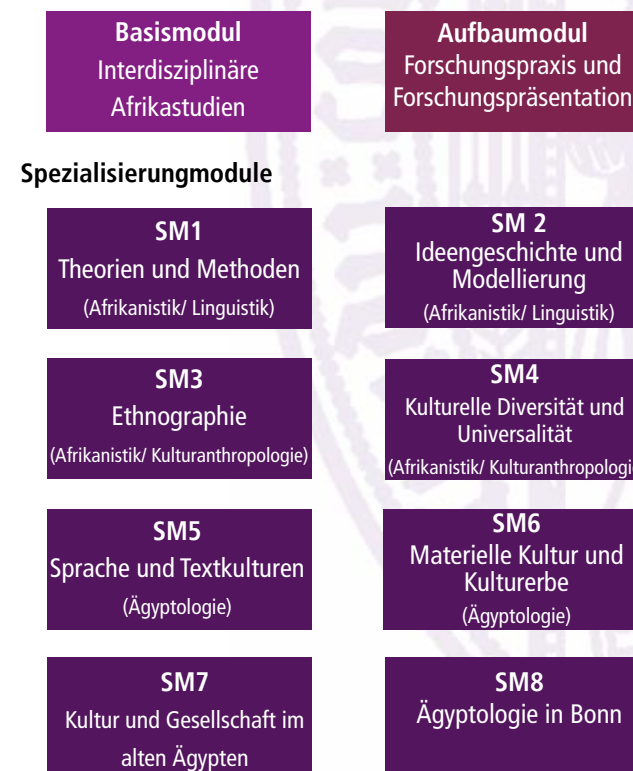 Basismodul
Interdisziplinäre
Afrikastudien
Aufbaumodul
Forschungspraxis und
Forschungspräsentation
Spezialisierungmodule
SM1
Theorien und Methoden
(Afrikanistik/ Linguistik)
SM 2
Ideengeschichte und
Modellierung
(Afrikanistik/ Linguistik)
SM3
Ethnographie
(Afrikanistik/ Kulturanthropologie)
SM4
Kulturelle Diversität und
Universalität
(Afrikanistik/ Kulturanthropologie
SM5
Sprache und Textkulturen
(Ägyptologie)
SM6
Materielle Kultur und
Kulturerbe
(Ägyptologie)
SM7
Kultur und Gesellschaft im
alten Ägypten
SM8
Ägyptologie in Bonn